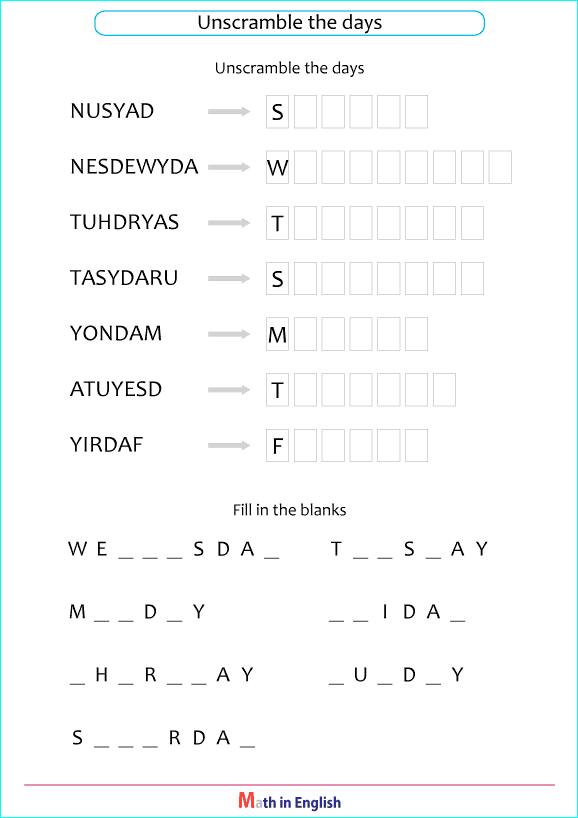 Unscramble the days
Unscramble the days
NUSYAD S
NESDEWYDA W
TUHDRYAS T
TASYDARU S
YONDAM M
ATUYESD T
YIRDAF F
Fill in the blanks
W E _ _ _ S D A _ T _ _ S _ A Y
M _ _ D _ Y _ _ I D A _
_ H _ R _ _ A Y _ U _ D _ Y
S _ _ _ R D A _
Math in English